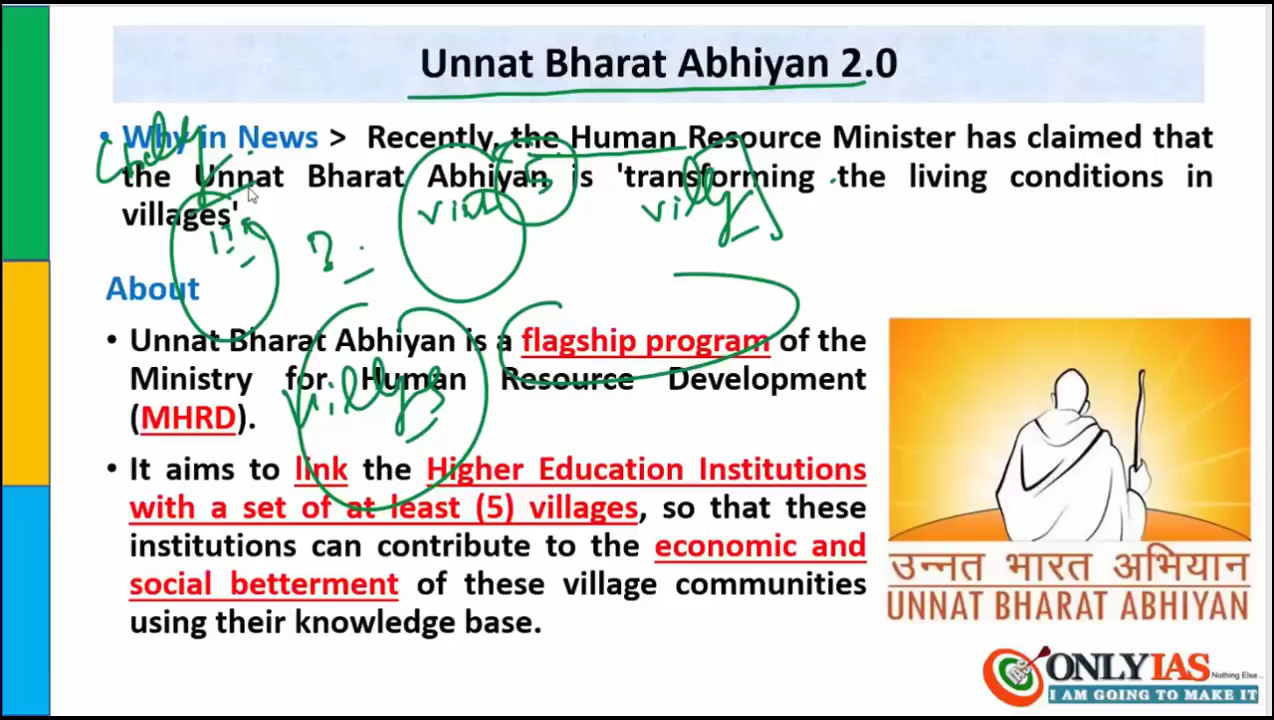 Unnat Bharat Abhiyan 2.0
• Why in News > Recently, the Human Resource Minister has claimed that
the Unnat Bharat Abhiyan is 'transforming the living conditions in
villages'
5
About
• Unnat Bharat Abhiyan is a flagship program of the
Ministry for Human Resource Development
(MHRD).
• It aims to link the Higher Education Institutions
with a set of at least (5) villages, so that these
institutions can contribute to the economic and
social betterment of these village communities
using their knowledge base.
उन्नत भारत अभियान
UNNAT BHARAT ABHIYAN
ONLYIAS
Nothing Else...
I AM GOING TO MAKE IT